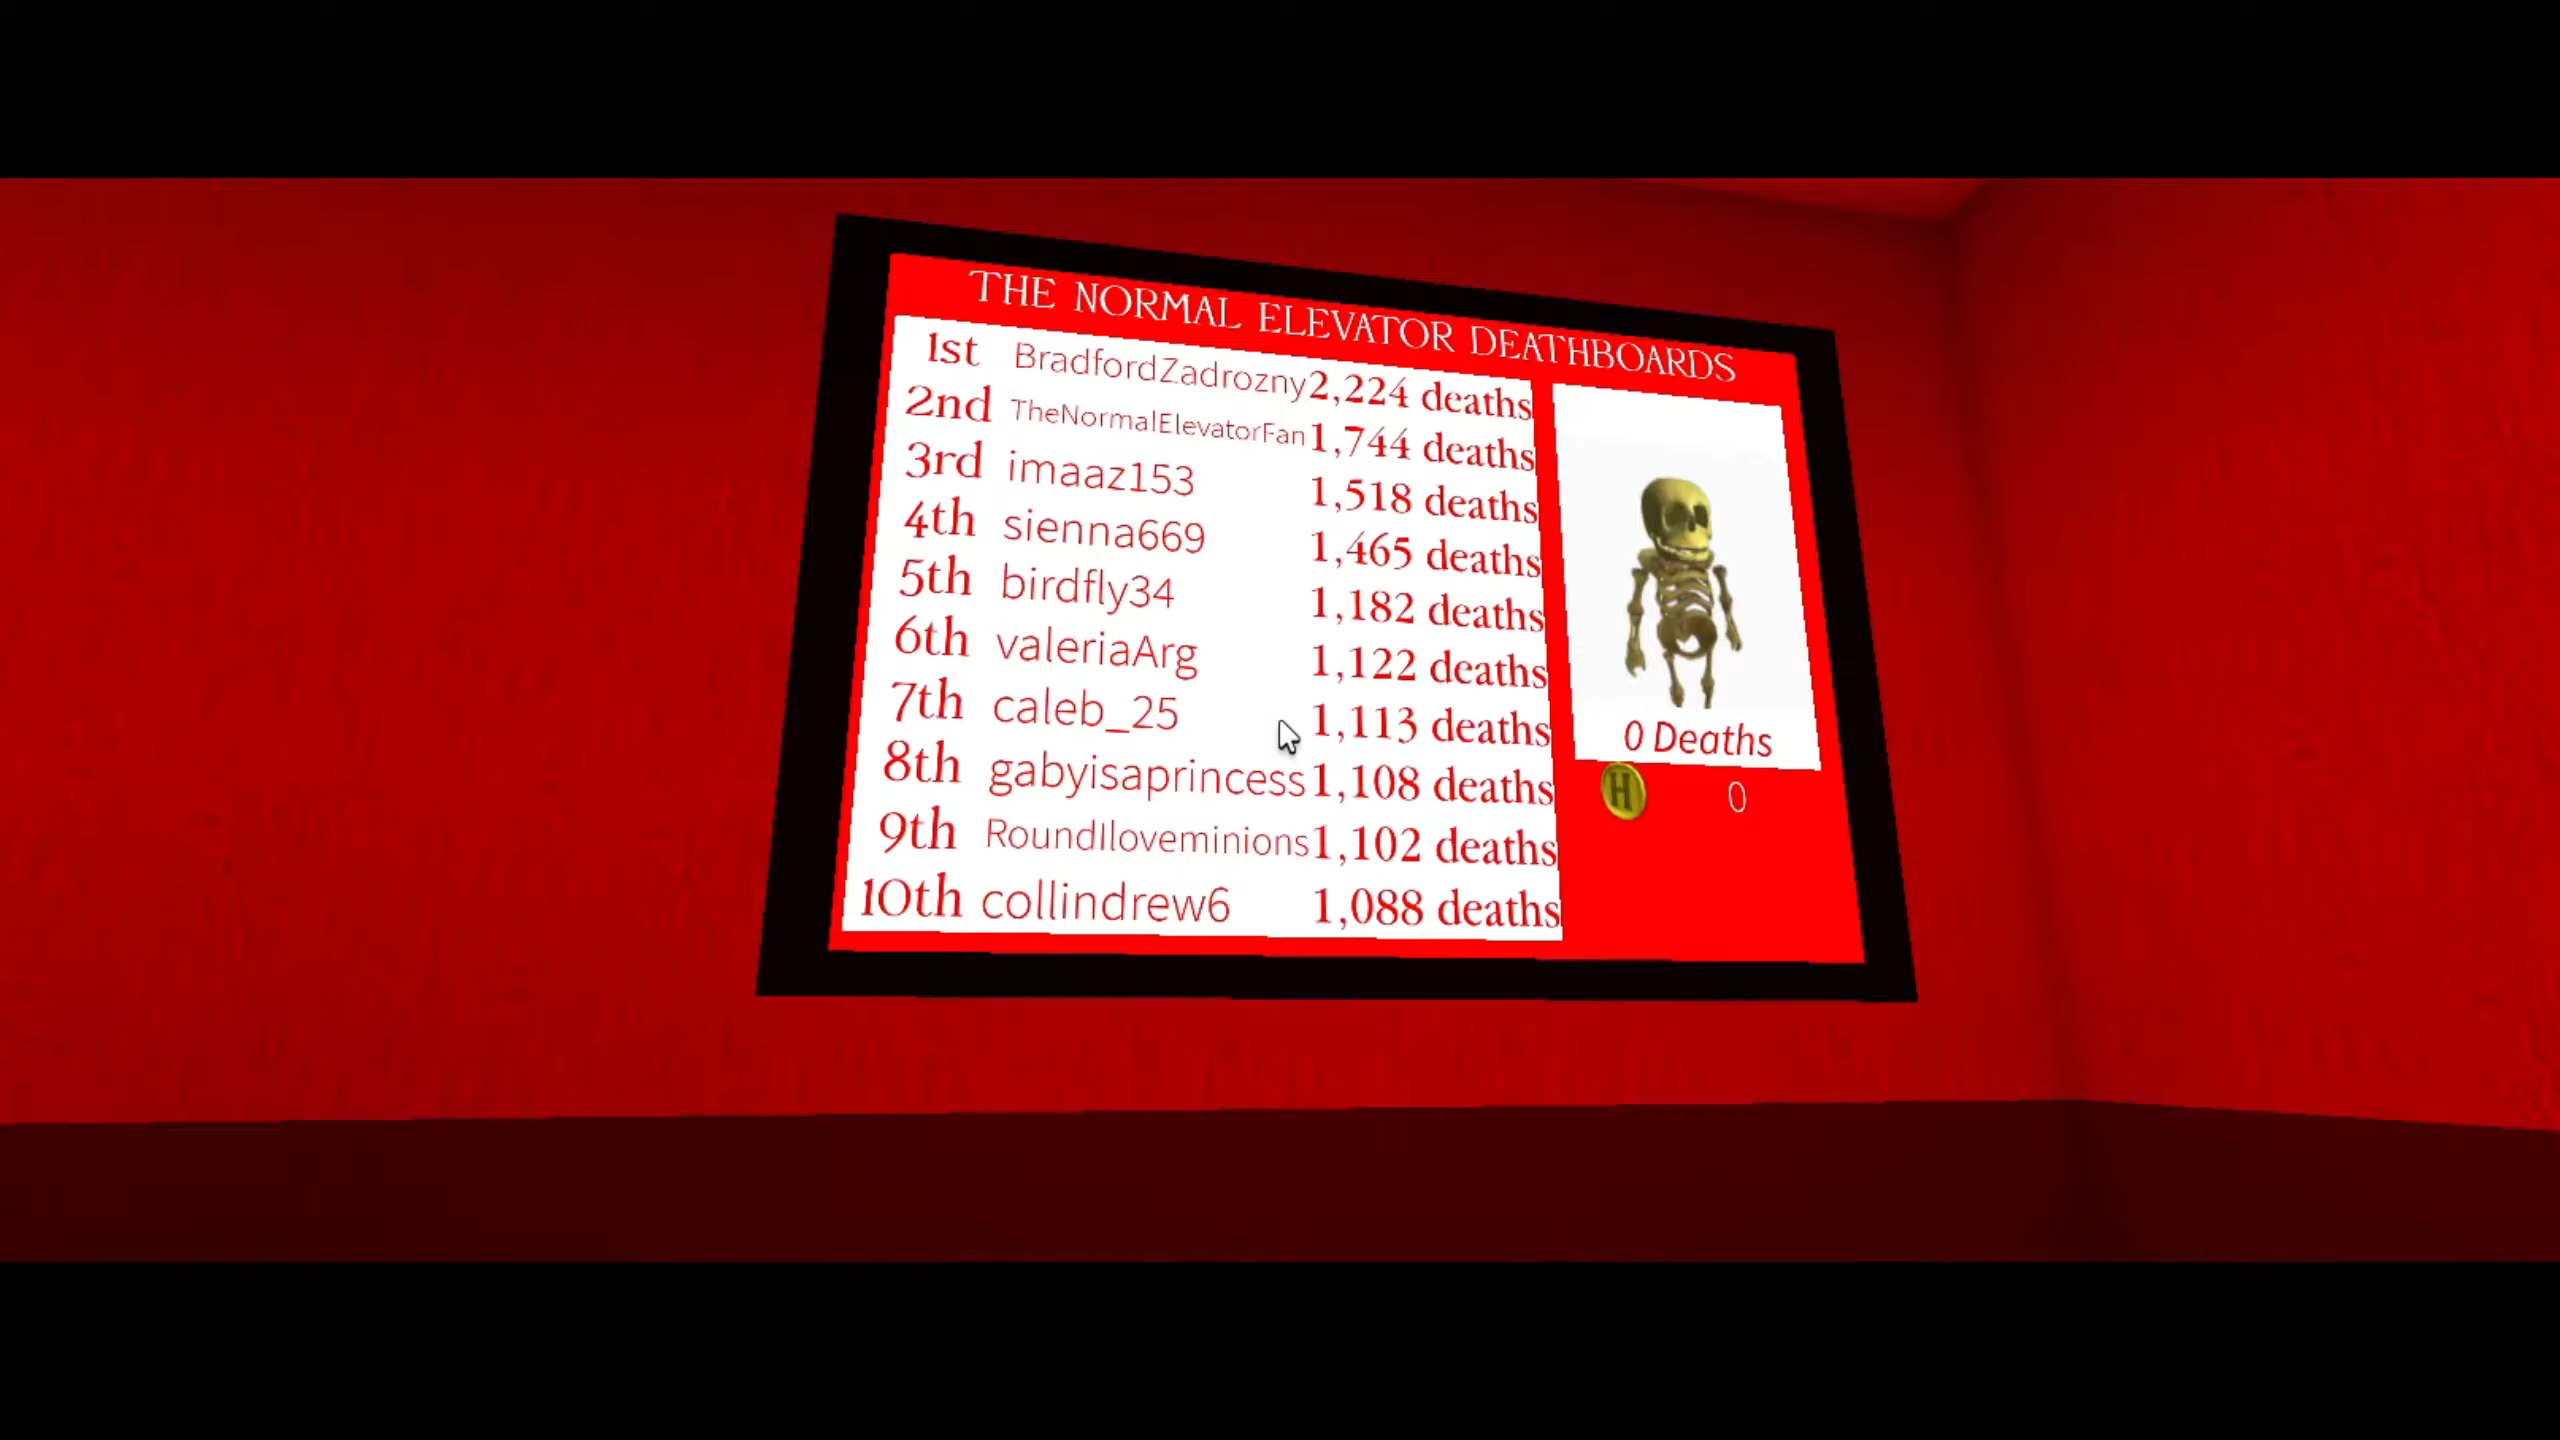 THE NORMAL ELEVATOR DEATHBOARDS
1st BradfordZadrozny 2,224 deaths
2nd TheNormalElevatorFan 1,744 deaths
3rd imaaz153 1,518 deaths
4th sienna669 1,465 deaths
5th birdfly34 1,182 deaths
6th valeriaArg 1,122 deaths
7th caleb_25 1,113 deaths
8th gabyisaprincess 1,108 deaths
9th RoundIloveminions 1,102 deaths
10th collindrew6 1,088 deaths
0 Deaths
H 0